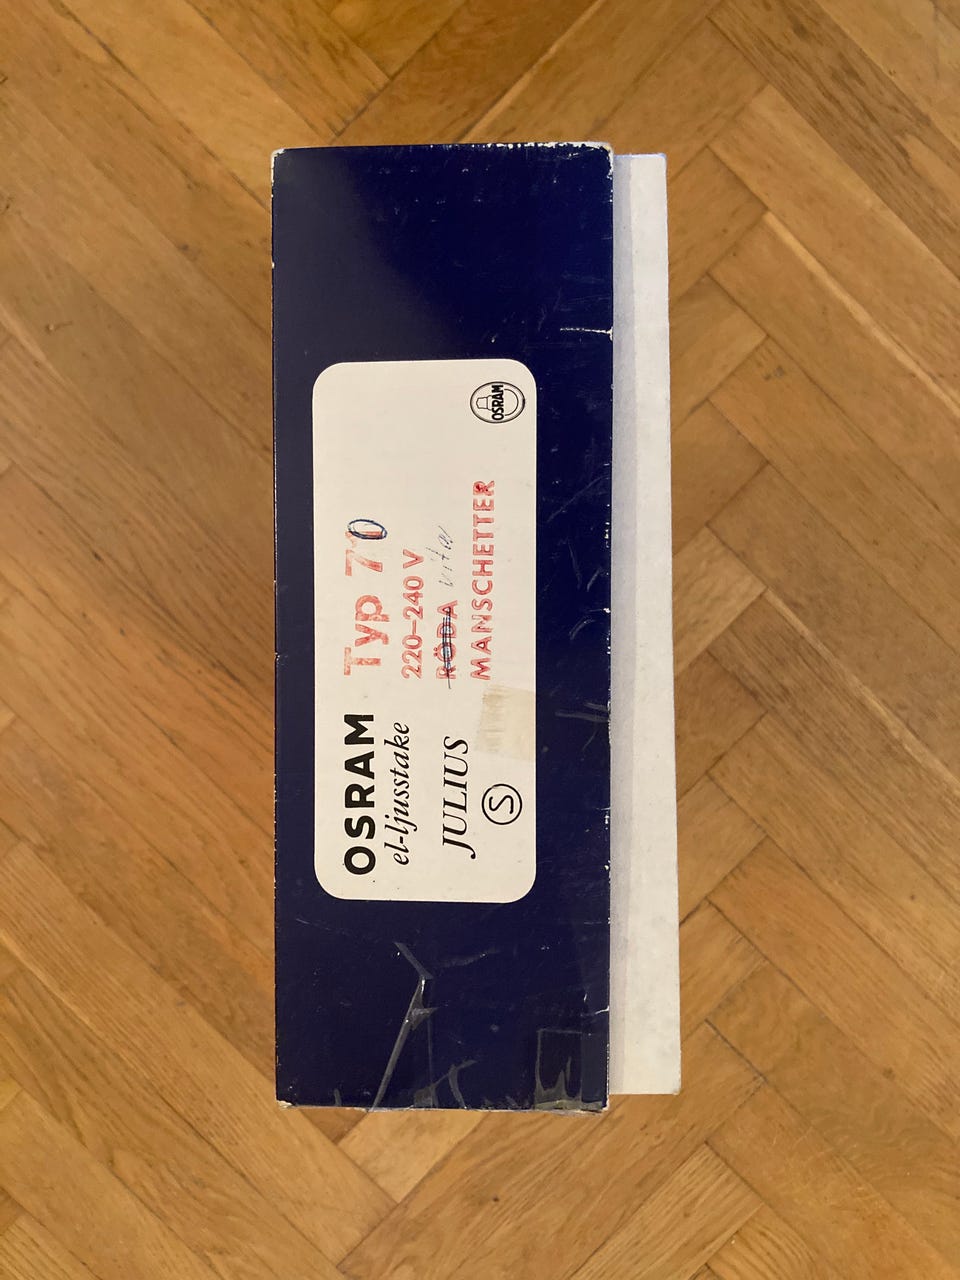 OSRAM
el-ljusstake
JULIUS
S
Typ 70
220–240 V
RÖDA vita
MANSCHETTER
OSRAM